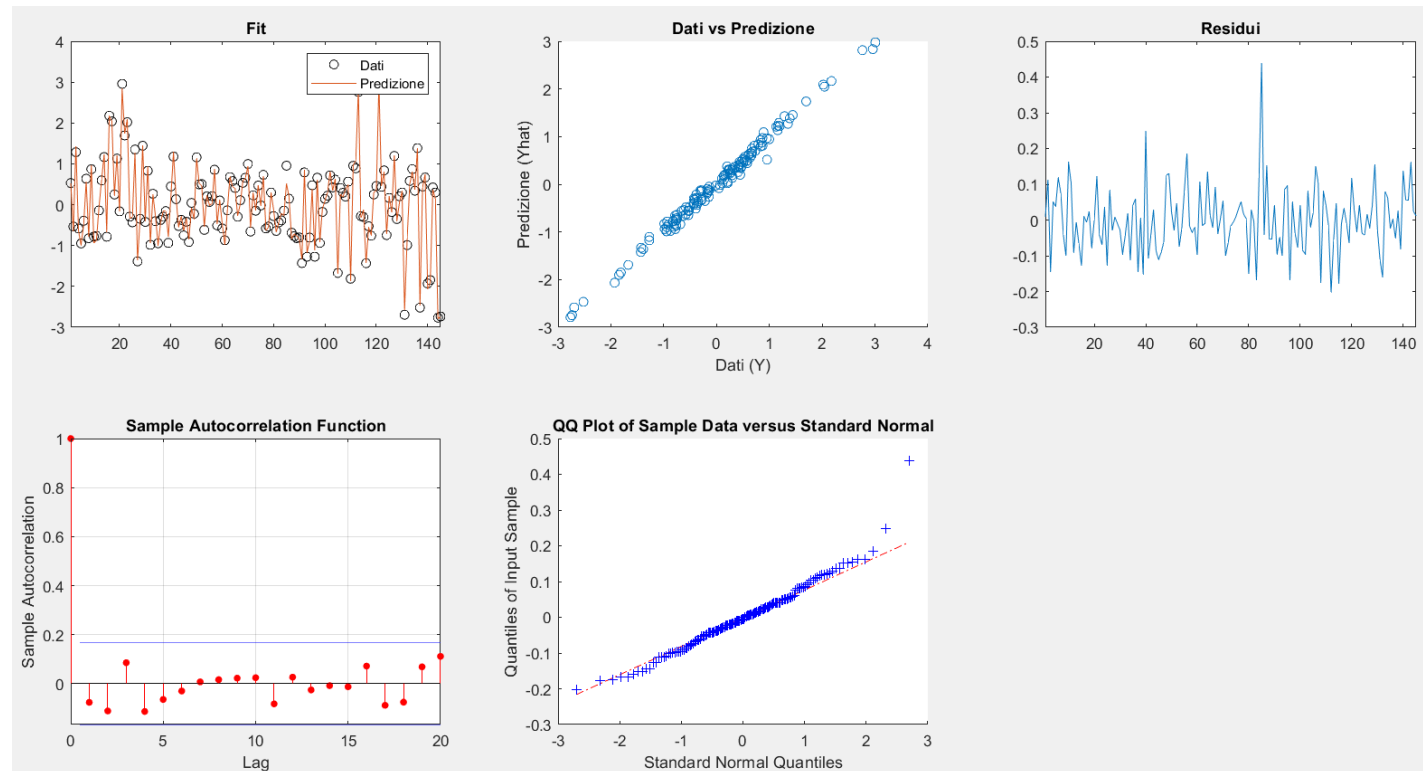 Fit
4
3
2
1
0
-1
-2
-3
20 40 60 80 100 120 140
Dati
Predizione
Dati vs Predizione
Predizione (Yhat)
3
2
1
0
-1
-2
-3
-3 -2 -1 0 1 2 3 4
Dati (Y)
Residui
0.5
0.4
0.3
0.2
0.1
0
-0.1
-0.2
-0.3
20 40 60 80 100 120 140
Sample Autocorrelation Function
Sample Autocorrelation
1
0.8
0.6
0.4
0.2
0
0 5 10 15 20
Lag
QQ Plot of Sample Data versus Standard Normal
Quantiles of Input Sample
0.5
0.4
0.3
0.2
0.1
0
-0.1
-0.2
-0.3
-3 -2 -1 0 1 2 3
Standard Normal Quantiles